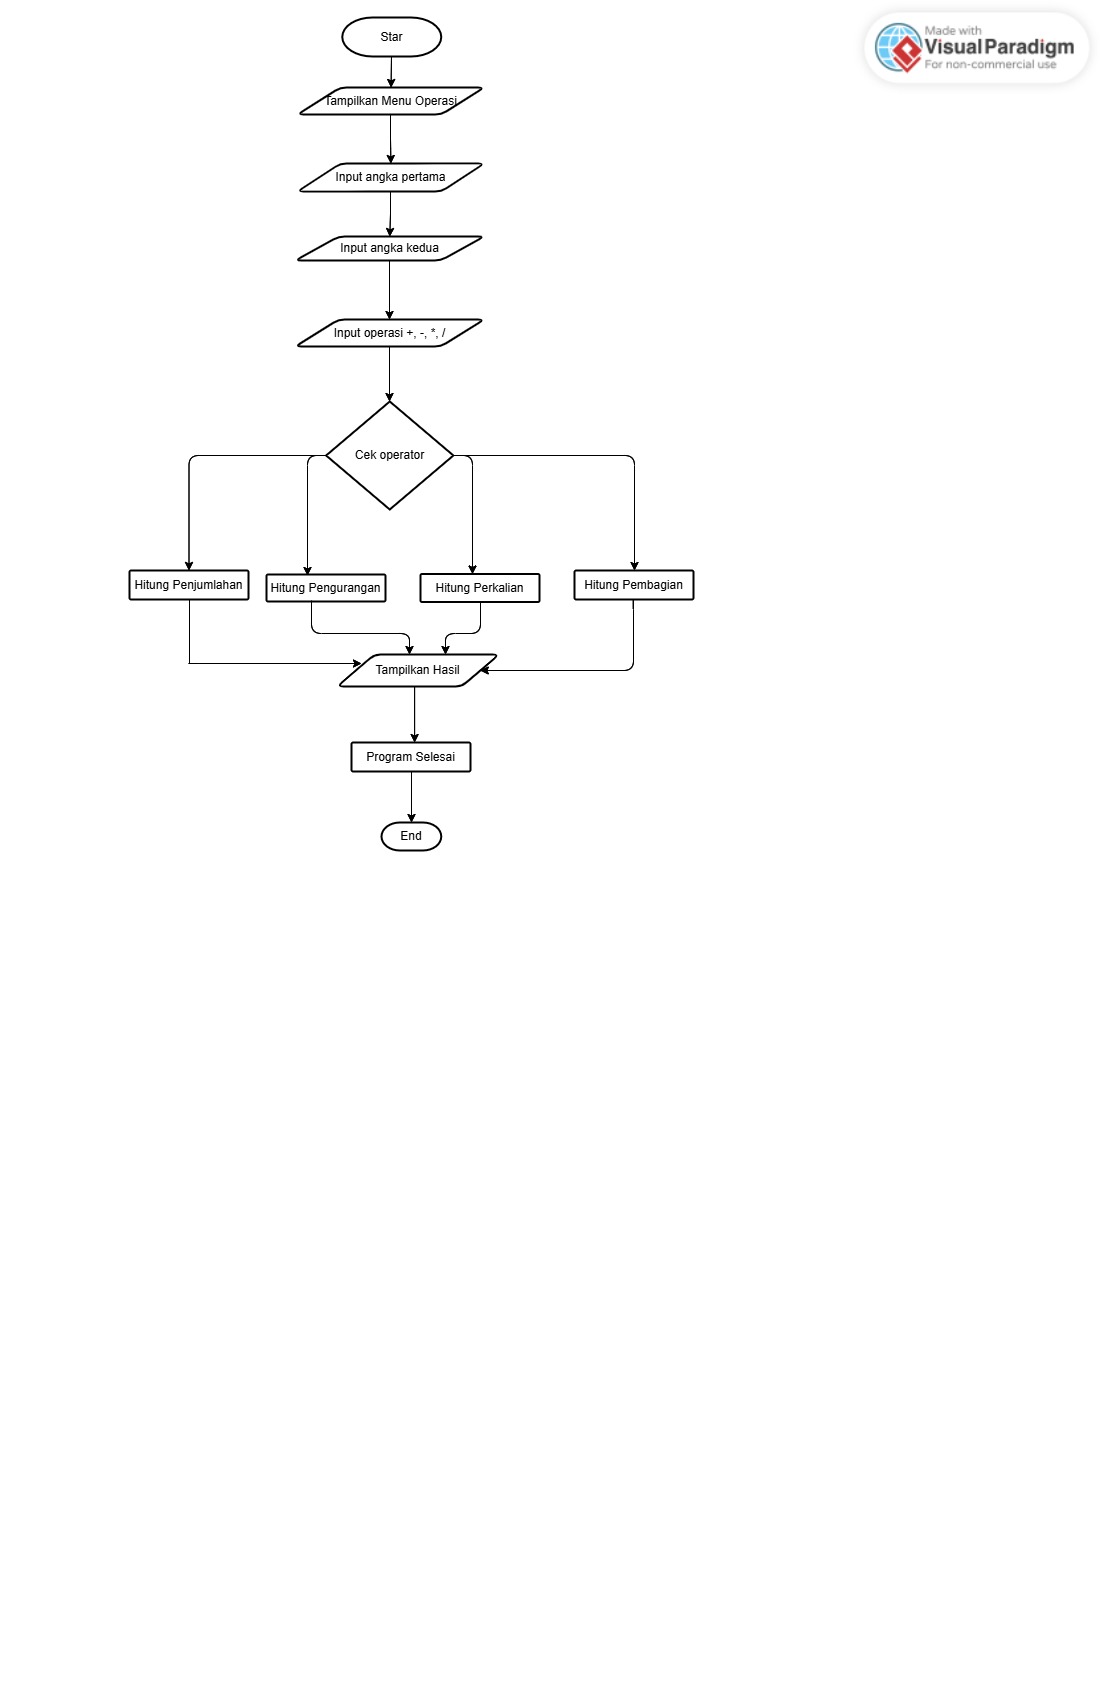 Star
Made with
Visual Paradigm
For non-commercial use
Tampilkan Menu Operasi
Input angka pertama
Input angka kedua
Input operasi +, -, *, /
Cek operator
Hitung Penjumlahan
Hitung Pengurangan
Hitung Perkalian
Hitung Pembagian
Tampilkan Hasil
Program Selesai
End